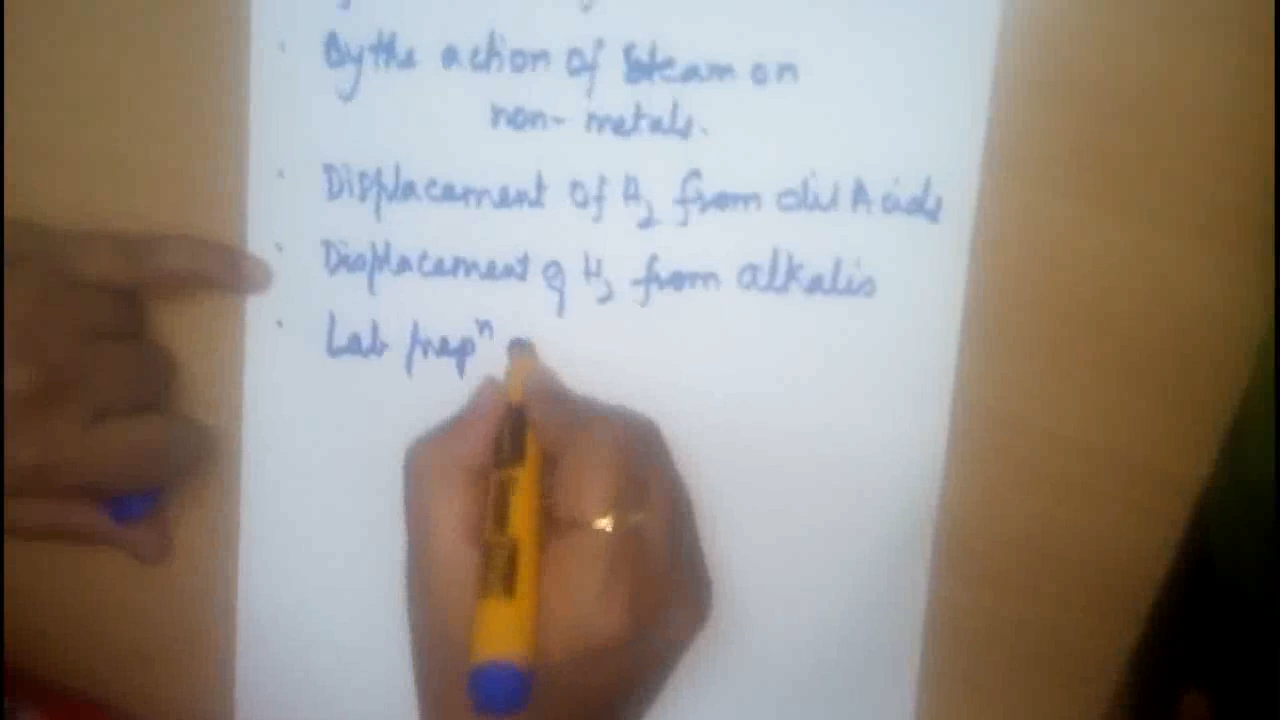 · By the action of Steam on
non-metals.
· Displacement of H2 from dil Acids
· Displacement of H2 from alkalis
· Lab prepⁿ